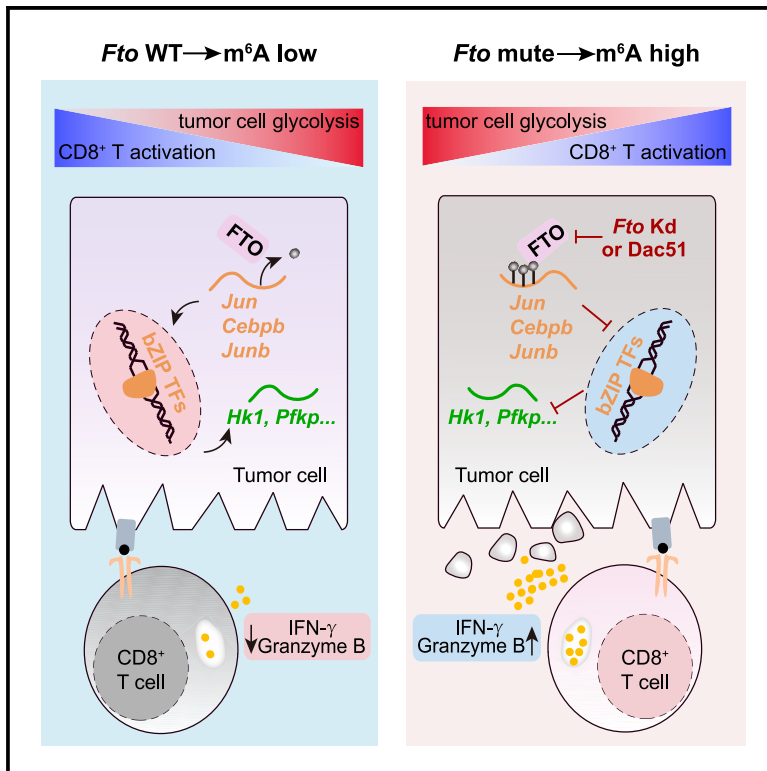 Fto WT→m⁶A low
tumor cell glycolysis
CD8⁺ T activation
FTO
Jun
Cebpb
Junb
bZIP TFs
Hk1, Pfkp...
Tumor cell
IFN-γ
Granzyme B
CD8⁺
T cell
Fto mute→m⁶A high
tumor cell glycolysis
CD8⁺ T activation
FTO
Fto Kd
or Dac51
Jun
Cebpb
Junb
bZIP TFs
Hk1, Pfkp...
Tumor cell
IFN-γ
Granzyme B
CD8⁺
T cell